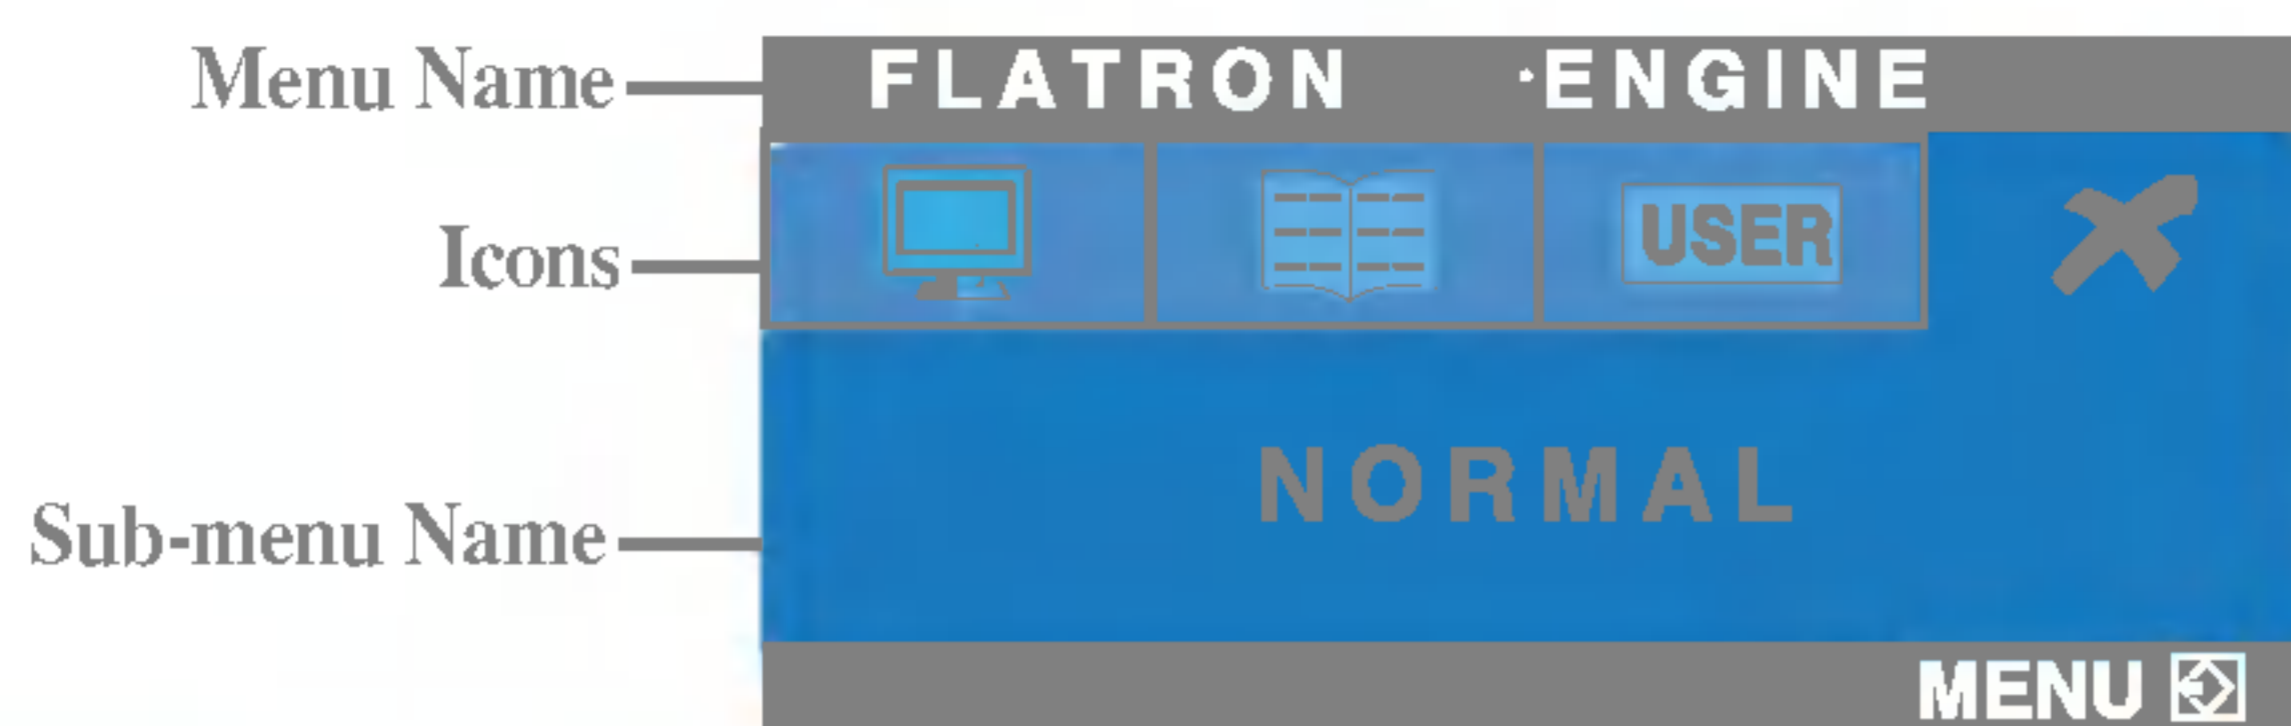 Menu Name
FLATRON ·ENGINE
Icons
USER
Sub-menu Name
NORMAL
MENU